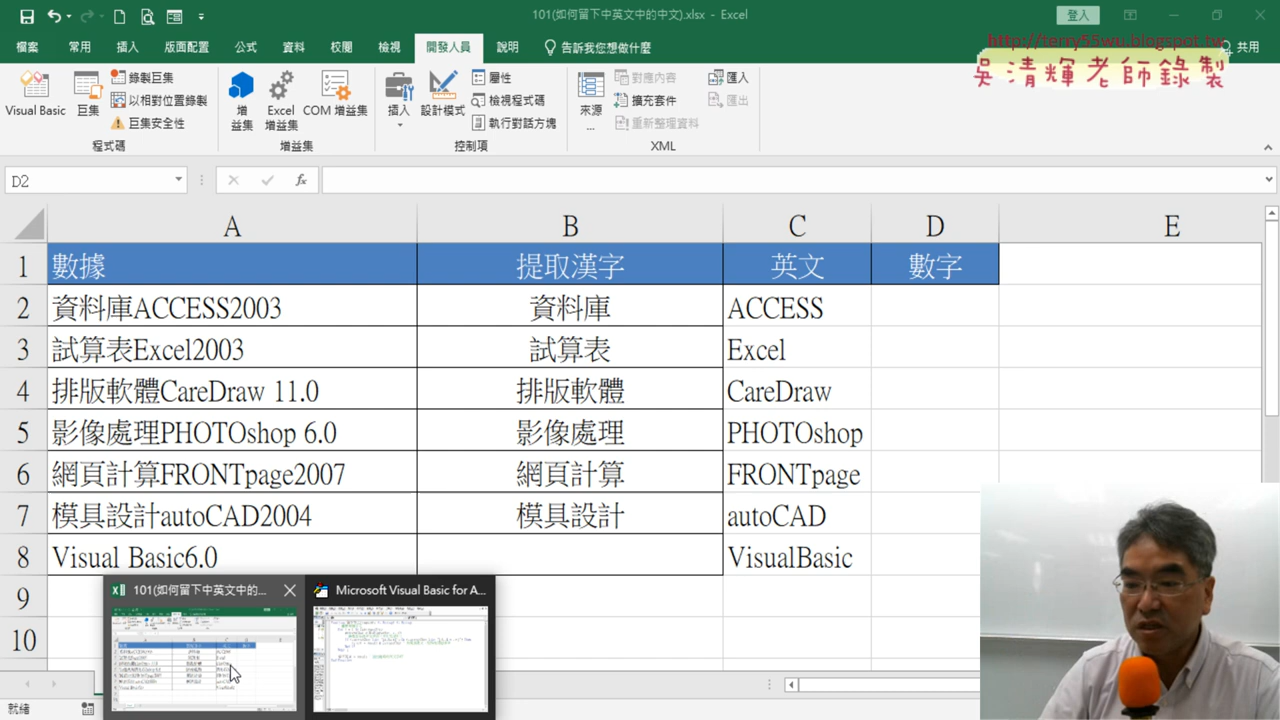 101(如何留下中英文中的中文).xlsx - Excel
登入
檔案 常用 插入 版面配置 公式 資料 校閱 檢視 開發人員 說明 告訴我您想做什麼 共用
http://terry55wu.blogspot.tw
吳清輝老師錄製
Visual Basic
巨集
錄製巨集
以相對位置錄製
巨集安全性
程式碼
增益集
Excel 增益集
COM 增益集
增益集
插入
設計模式
屬性
檢視程式碼
執行對話方塊
控制項
來源
...
對應內容
擴充套件
重新整理資料
匯入
匯出
XML
D2
fx
A B C D E
1 數據 提取漢字 英文 數字
2 資料庫ACCESS2003 資料庫 ACCESS
3 試算表Excel2003 試算表 Excel
4 排版軟體CareDraw 11.0 排版軟體 CareDraw
5 影像處理PHOTOshop 6.0 影像處理 PHOTOshop
6 網頁計算FRONTpage2007 網頁計算 FRONTpage
7 模具設計autoCAD2004 模具設計 autoCAD
8 Visual Basic6.0 VisualBasic
9
10
101(如何留下中英文中的...
Microsoft Visual Basic for A...
就緒